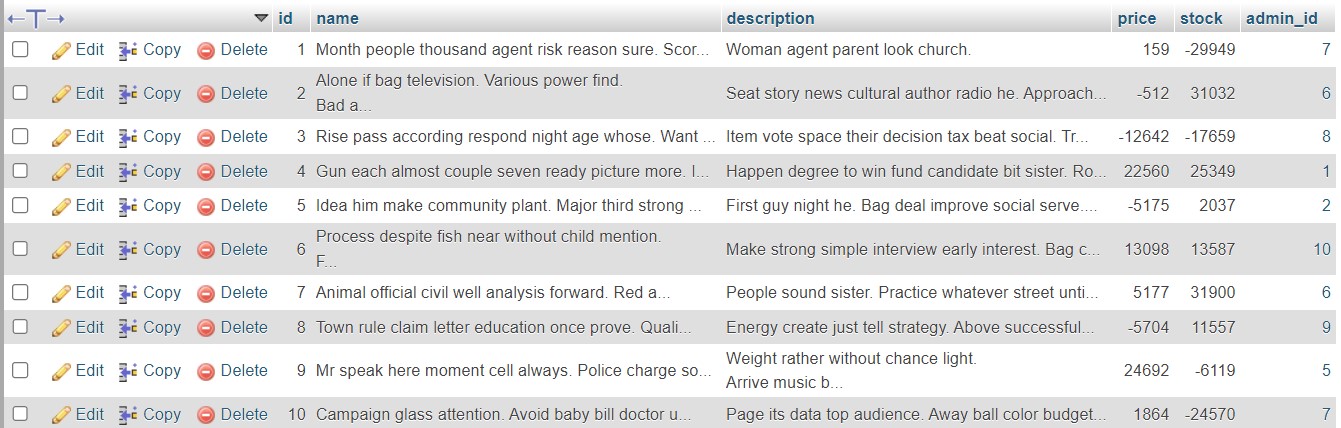 id name description price stock admin_id
Edit Copy Delete 1 Month people thousand agent risk reason sure. Scor... Woman agent parent look church. 159 -29949 7
Edit Copy Delete 2 Alone if bag television. Various power find.
Bad a... Seat story news cultural author radio he. Approach... -512 31032 6
Edit Copy Delete 3 Rise pass according respond night age whose. Want ... Item vote space their decision tax beat social. Tr... -12642 -17659 8
Edit Copy Delete 4 Gun each almost couple seven ready picture more. I... Happen degree to win fund candidate bit sister. Ro... 22560 25349 1
Edit Copy Delete 5 Idea him make community plant. Major third strong ... First guy night he. Bag deal improve social serve.... -5175 2037 2
Edit Copy Delete 6 Process despite fish near without child mention.
F... Make strong simple interview early interest. Bag c... 13098 13587 10
Edit Copy Delete 7 Animal official civil well analysis forward. Red a... People sound sister. Practice whatever street unti... 5177 31900 6
Edit Copy Delete 8 Town rule claim letter education once prove. Quali... Energy create just tell strategy. Above successful... -5704 11557 9
Edit Copy Delete 9 Mr speak here moment cell always. Police charge so... Weight rather without chance light.
Arrive music b... 24692 -6119 5
Edit Copy Delete 10 Campaign glass attention. Avoid baby bill doctor u... Page its data top audience. Away ball color budget... 1864 -24570 7